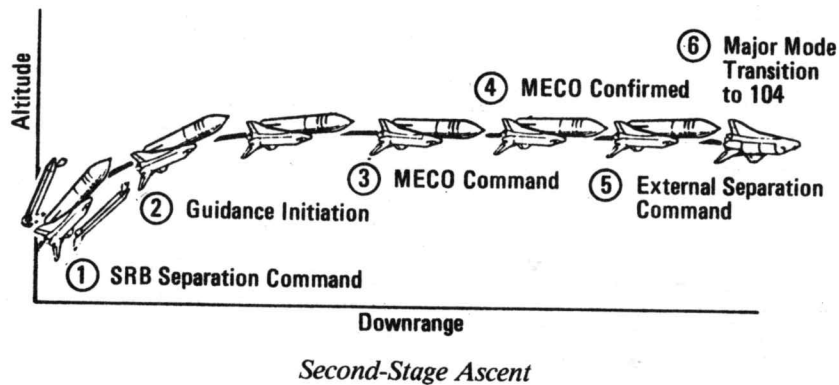 Altitude
⑥ Major Mode
Transition
to 104
④ MECO Confirmed
③ MECO Command
⑤ External Separation
Command
② Guidance Initiation
① SRB Separation Command
Downrange
Second-Stage Ascent